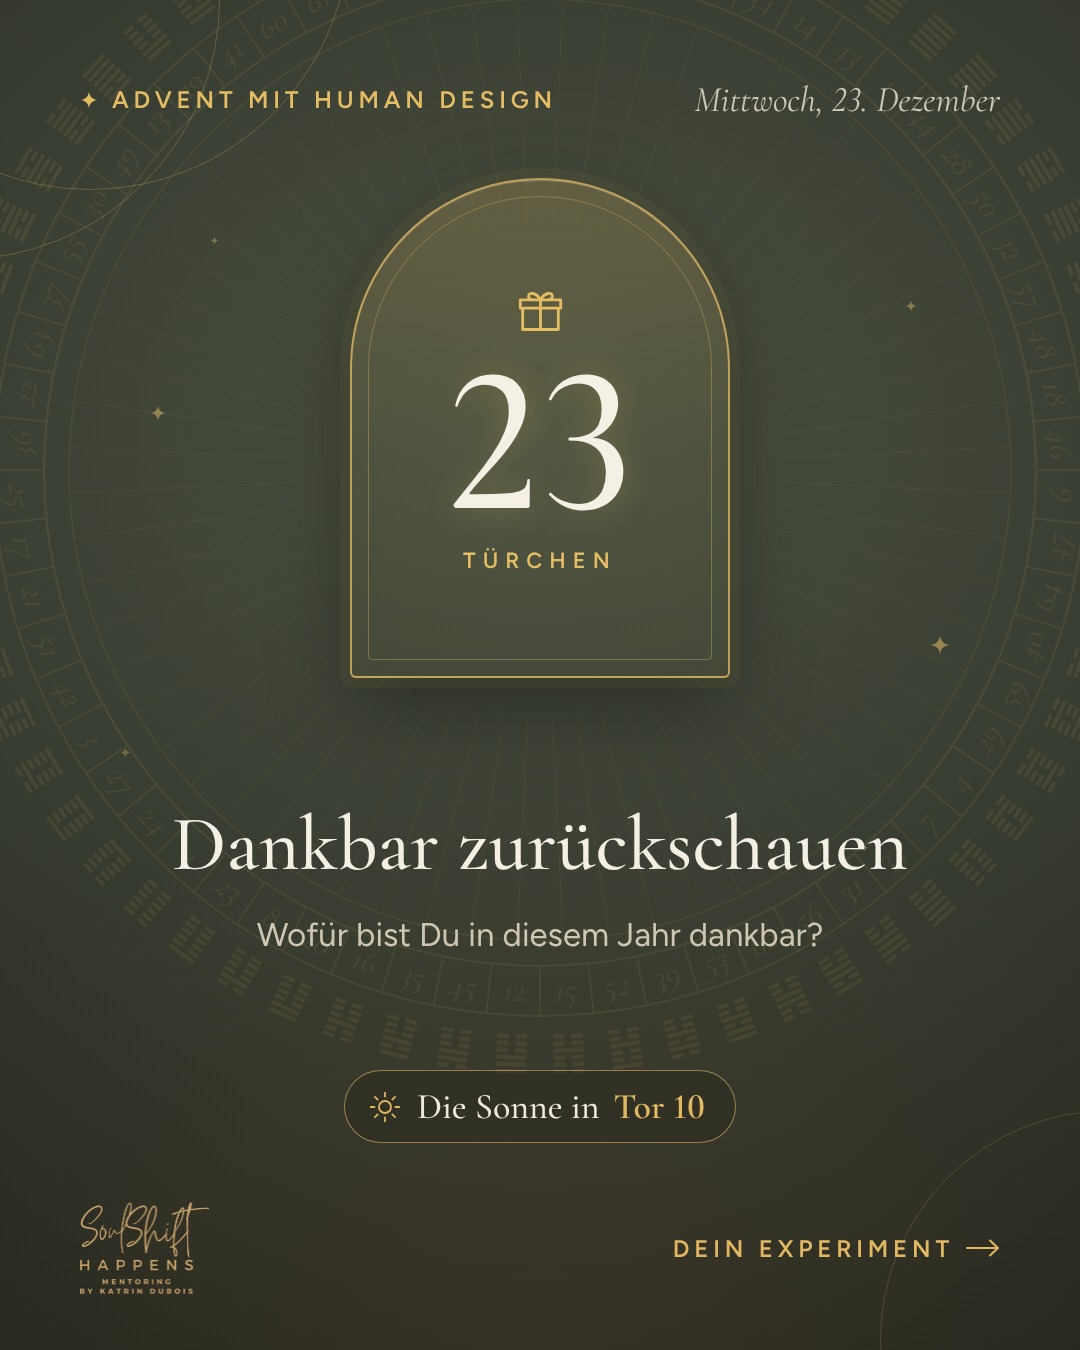 ADVENT MIT HUMAN DESIGN
Mittwoch, 23. Dezember
23
TÜRCHEN
Dankbar zurückschauen
Wofür bist Du in diesem Jahr dankbar?
Die Sonne in Tor 10
SoulShift
HAPPENS
MENTORING
BY KATRIN DUBOIS
DEIN EXPERIMENT →